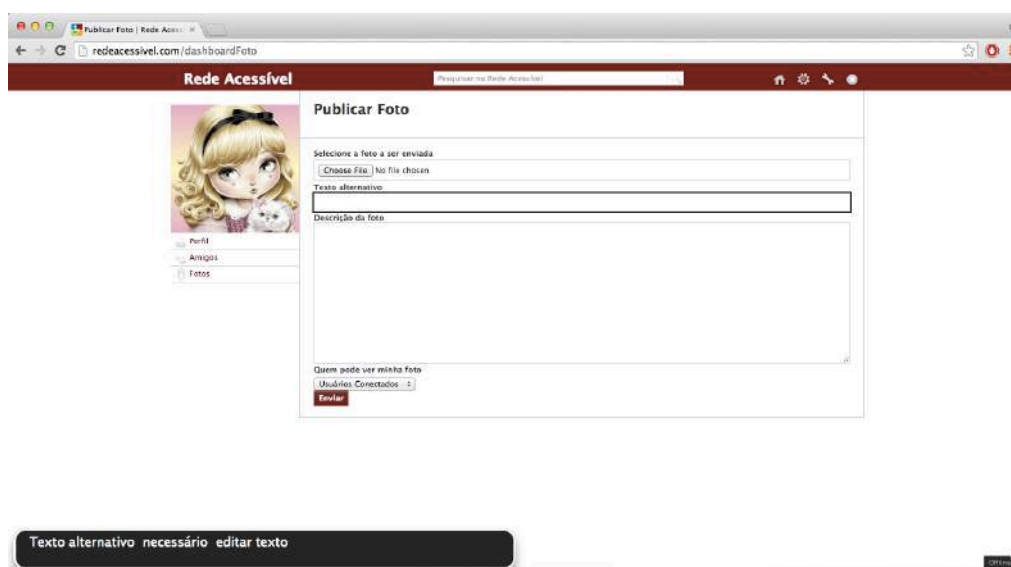 Publicar Foto | Rede Aces
redeacessivel.com/dashboardFoto
Rede Acessível
Pesquisar na Rede Acessível
Publicar Foto
Selecione a foto a ser enviada
Choose File No file chosen
Texto alternativo
Descrição da foto
Perfil
Amigos
Fotos
Quem pode ver minha foto
Usuários Conectados
Enviar
Texto alternativo necessário editar texto
Offline